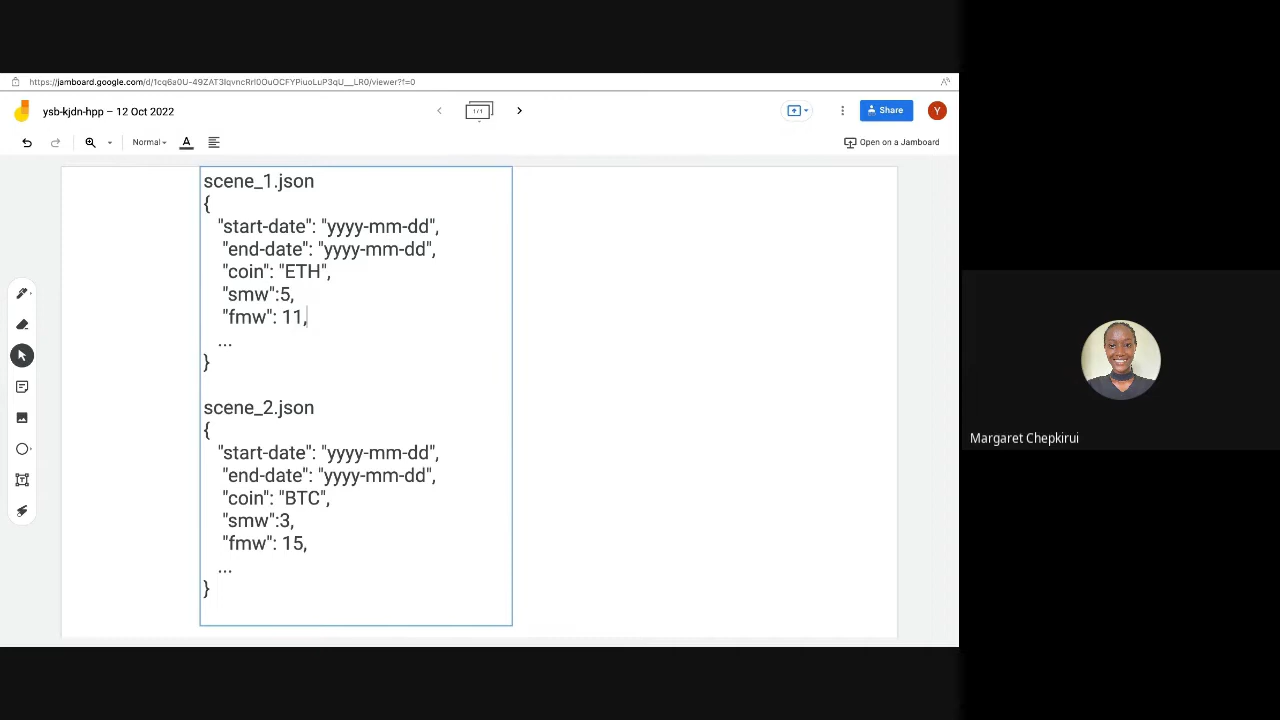 https://jamboard.google.com/d/1cq6a0U-49ZAT3IqvncRrI0OuOCFYPiuoLuP3qU__LR0/viewer?f=0
ysb-kjdn-hpp – 12 Oct 2022
1/1
Share
Y
Normal
A
Open on a Jamboard
scene_1.json
{
"start-date": "yyyy-mm-dd",
"end-date": "yyyy-mm-dd",
"coin": "ETH",
"smw":5,
"fmw": 11,
...
}
scene_2.json
{
"start-date": "yyyy-mm-dd",
"end-date": "yyyy-mm-dd",
"coin": "BTC",
"smw":3,
"fmw": 15,
...
}
Margaret Chepkirui